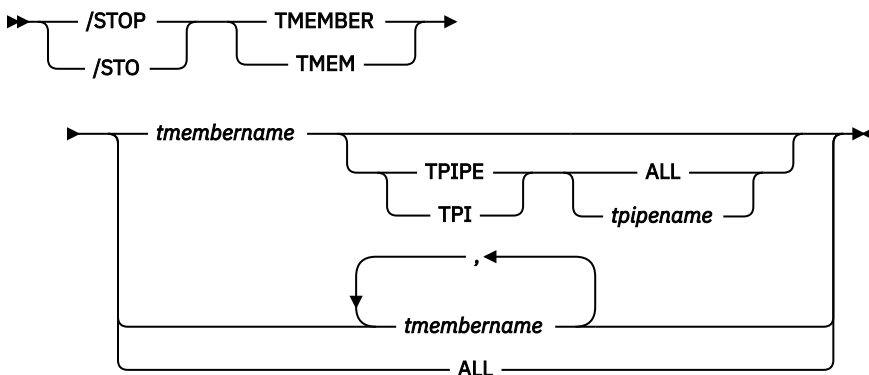 /STOP TMEMBER
/STO TMEM
tmembername
TPIPE ALL
TPI tpipename
,
tmembername
ALL